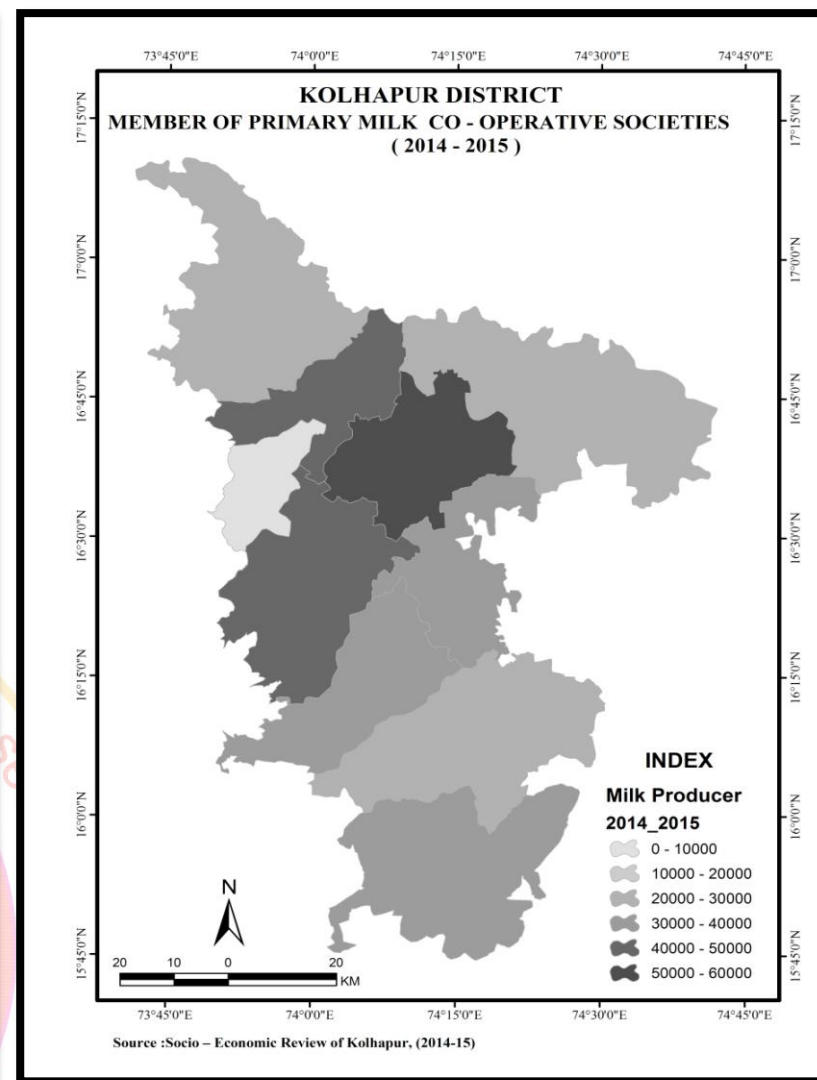 73°45'0"E 74°0'0"E 74°15'0"E 74°30'0"E 74°45'0"E
KOLHAPUR DISTRICT
MEMBER OF PRIMARY MILK CO - OPERATIVE SOCIETIES
( 2014 - 2015 )
17°15'0"N 17°15'0"N
17°0'0"N 17°0'0"N
16°45'0"N 16°45'0"N
16°30'0"N 16°30'0"N
16°15'0"N 16°15'0"N
16°0'0"N 16°0'0"N
15°45'0"N 15°45'0"N
INDEX
Milk Producer
2014_2015
0 - 10000
10000 - 20000
20000 - 30000
30000 - 40000
40000 - 50000
50000 - 60000
N
20 10 0 20
KM
73°45'0"E 74°0'0"E 74°15'0"E 74°30'0"E 74°45'0"E
Source :Socio – Economic Review of Kolhapur, (2014-15)